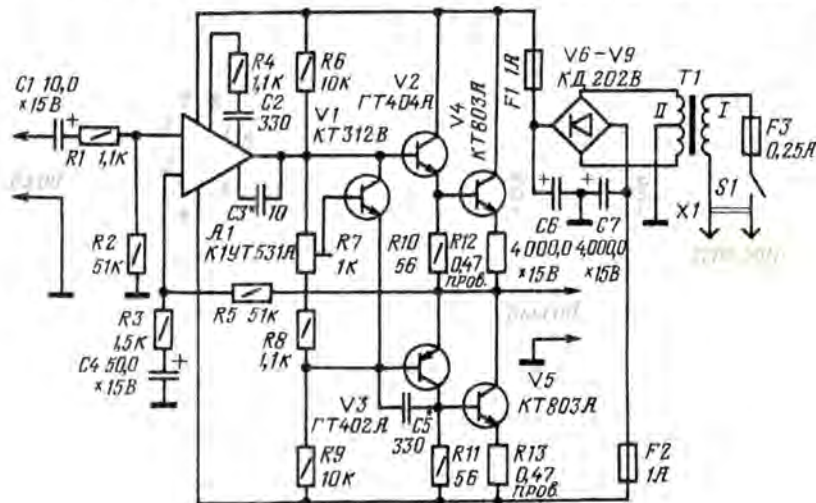 C1 10,0
×15В
R1 1,1к
R2
51к
R3
1,5к
C4 50,0
×15В
R4
1,1к
C2
330
C3* 10
А1
К1УТ531А
R5 51к
R6
10к
V1
КТ312В
R7
1к
R8
1,1к
R9
10к
V2
ГТ404А
V3
ГТ402А
C5
330
R10
56
R11
56
V4
КТ803А
R12
0,47
пров.
V5
КТ803А
R13
0,47
пров.
F1 1А
V6-V9
КД202В
C6
4000,0
×15В
C7
4000,0
×15В
T1
II
I
F3
0,25А
S1
X1
F2
1А